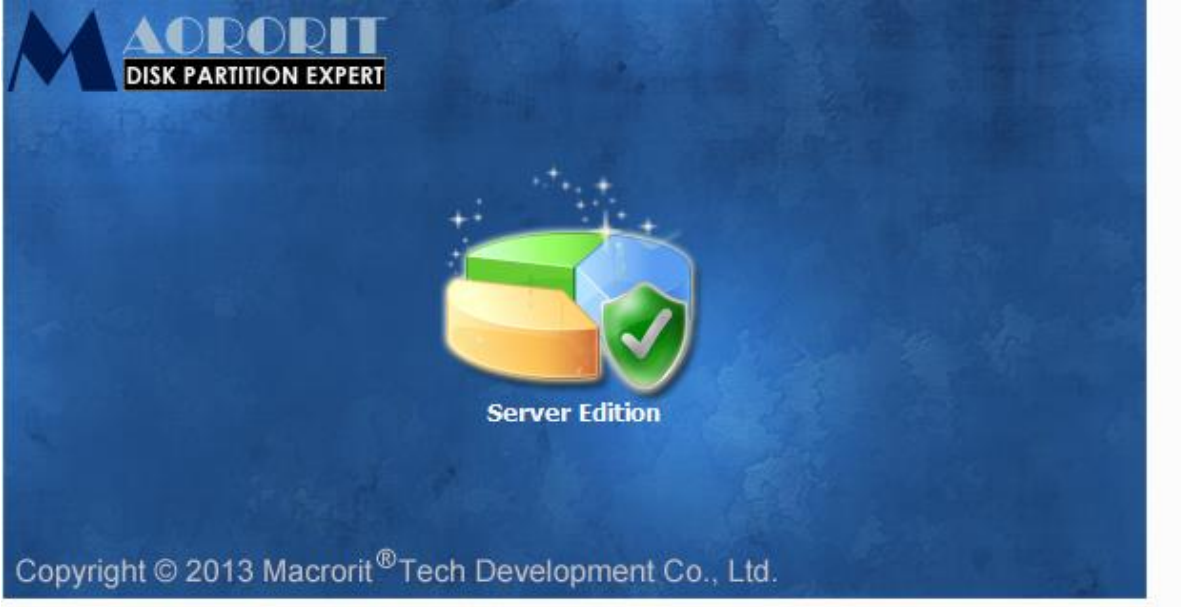 MACRORIT
DISK PARTITION EXPERT
Server Edition
Copyright © 2013 Macrorit® Tech Development Co., Ltd.